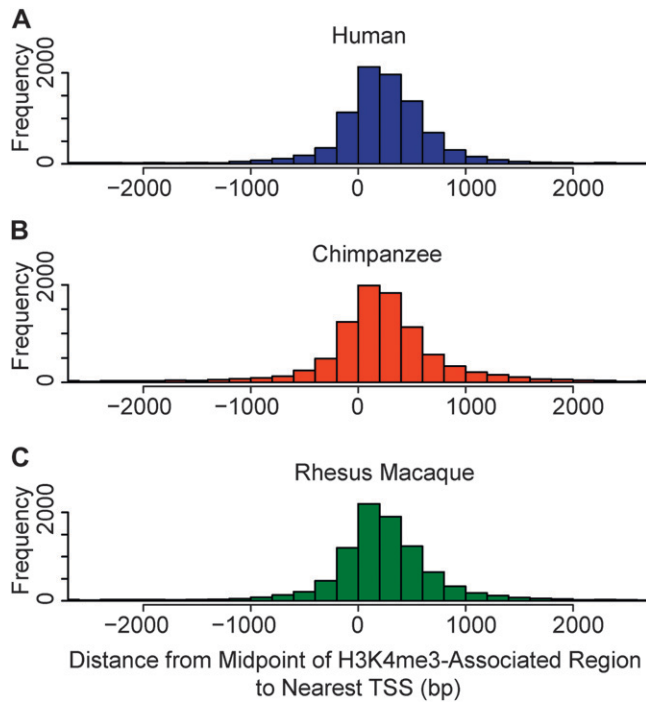 A
Human
Frequency
2000
0
−2000 −1000 0 1000 2000
B
Chimpanzee
Frequency
2000
0
−2000 −1000 0 1000 2000
C
Rhesus Macaque
Frequency
2000
0
−2000 −1000 0 1000 2000
Distance from Midpoint of H3K4me3-Associated Region
to Nearest TSS (bp)